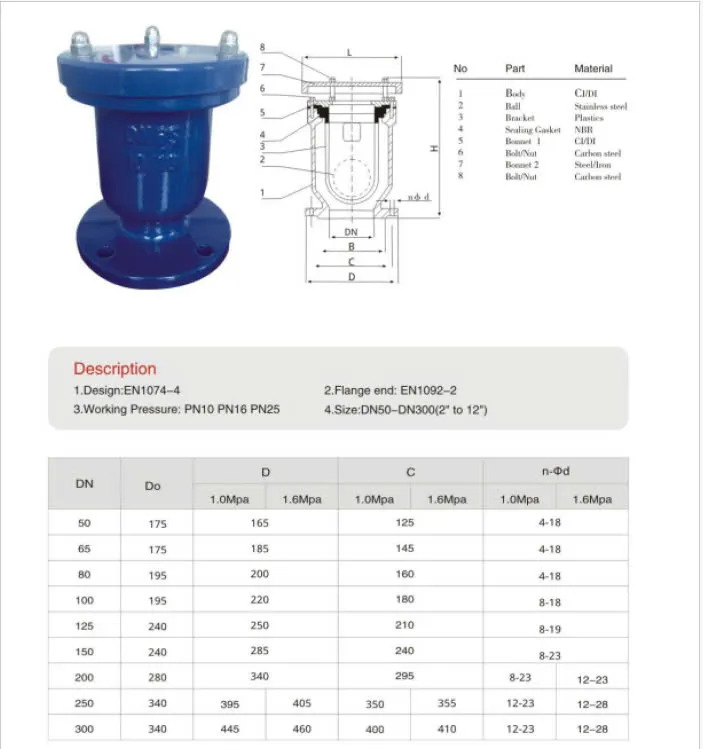 8
7
6
5
4
3
2
1
L
H
nΦ d
DN
B
C
D
No Part Material
1 Body CI/DI
2 Ball Stainless steel
3 Bracket Plastics
4 Sealing Gasket NBR
5 Bonnet 1 CI/DI
6 Bolt/Nut Carbon steel
7 Bonnet 2 Steel/Iron
8 Bolt/Nut Carbon steel
Description
1.Design:EN1074-4 2.Flange end: EN1092-2
3.Working Pressure: PN10 PN16 PN25 4.Size:DN50-DN300(2" to 12")
DN Do D C n-Φd
1.0Mpa 1.6Mpa 1.0Mpa 1.6Mpa 1.0Mpa 1.6Mpa
50 175 165 125 4-18
65 175 185 145 4-18
80 195 200 160 4-18
100 195 220 180 8-18
125 240 250 210 8-19
150 240 285 240 8-23
200 280 340 295 8-23 12-23
250 340 395 405 350 355 12-23 12-28
300 340 445 460 400 410 12-23 12-28